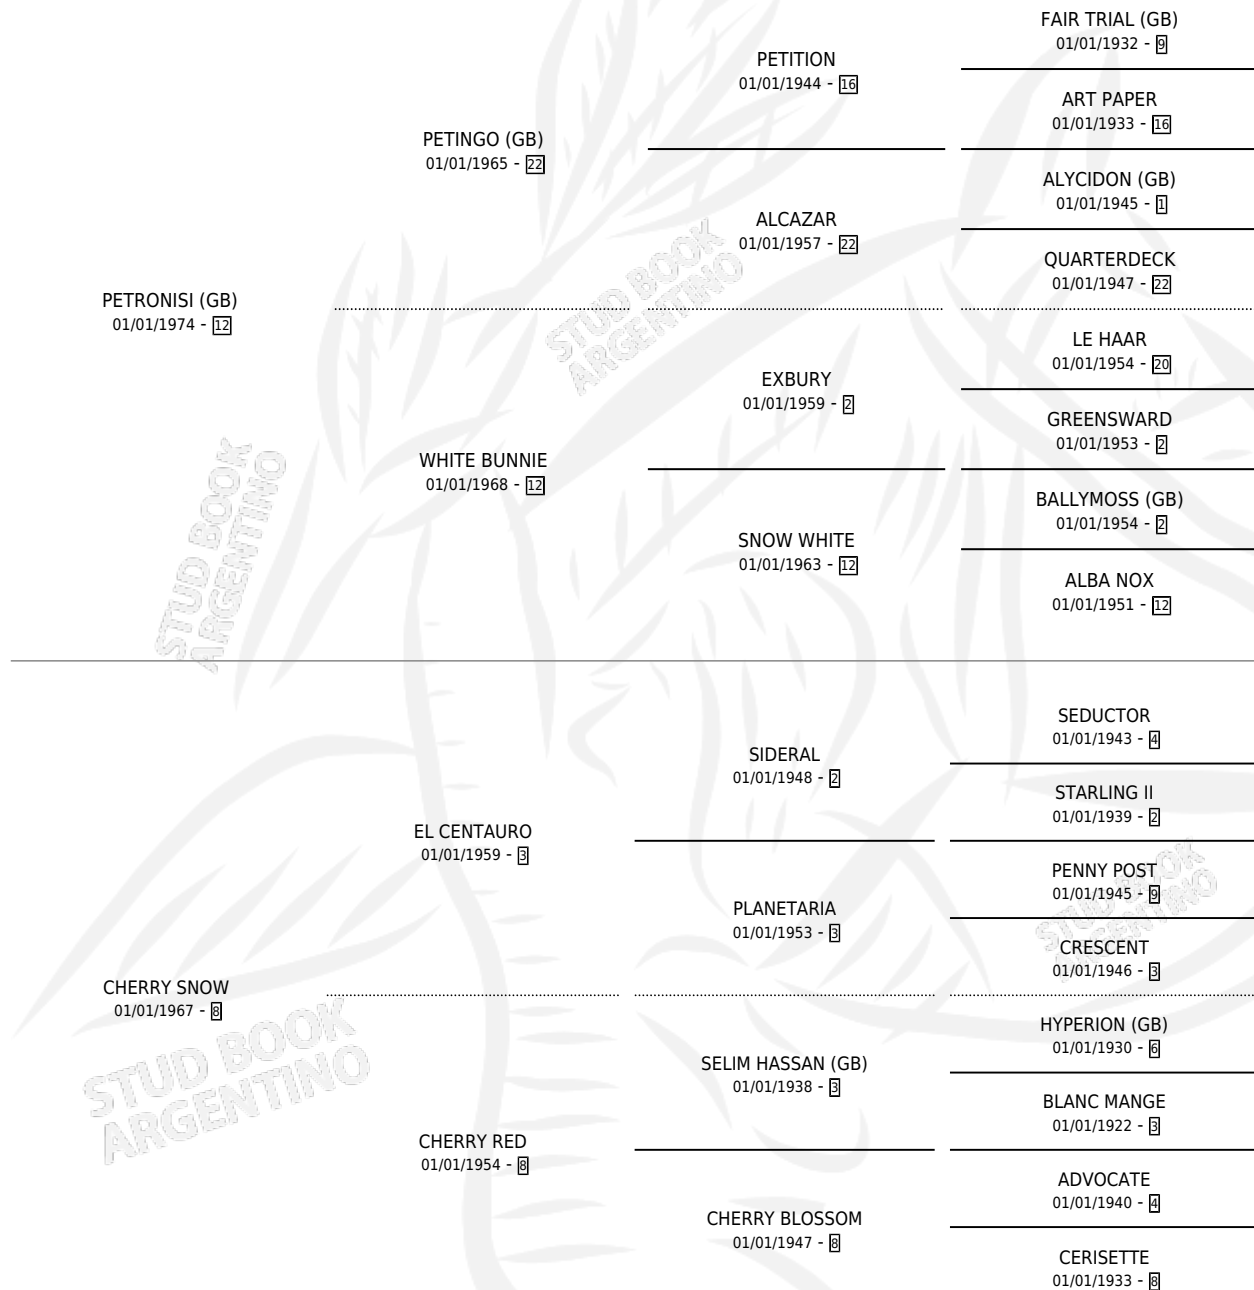 FAIR TRIAL (GB)
01/01/1932 - 9
PETITION
01/01/1944 - 16
ART PAPER
01/01/1933 - 16
PETINGO (GB)
01/01/1965 - 22
ALYCIDON (GB)
01/01/1945 - 1
ALCAZAR
01/01/1957 - 22
QUARTERDECK
01/01/1947 - 22
PETRONISI (GB)
01/01/1974 - 12
LE HAAR
01/01/1954 - 20
EXBURY
01/01/1959 - 2
GREENSWARD
01/01/1953 - 2
WHITE BUNNIE
01/01/1968 - 12
BALLYMOSS (GB)
01/01/1954 - 2
SNOW WHITE
01/01/1963 - 12
ALBA NOX
01/01/1951 - 12
SEDUCTOR
01/01/1943 - 4
SIDERAL
01/01/1948 - 2
STARLING II
01/01/1939 - 2
EL CENTAURO
01/01/1959 - 3
PENNY POST
01/01/1945 - 9
PLANETARIA
01/01/1953 - 3
CRESCENT
01/01/1946 - 3
CHERRY SNOW
01/01/1967 - 8
HYPERION (GB)
01/01/1930 - 6
SELIM HASSAN (GB)
01/01/1938 - 3
BLANC MANGE
01/01/1922 - 3
CHERRY RED
01/01/1954 - 8
ADVOCATE
01/01/1940 - 4
CHERRY BLOSSOM
01/01/1947 - 8
CERISETTE
01/01/1933 - 8
STUD BOOK
ARGENTINO
STUD BOOK
ARGENTINO
STUD BOOK
ARGENTINO
STUD BOOK
ARGENTINO